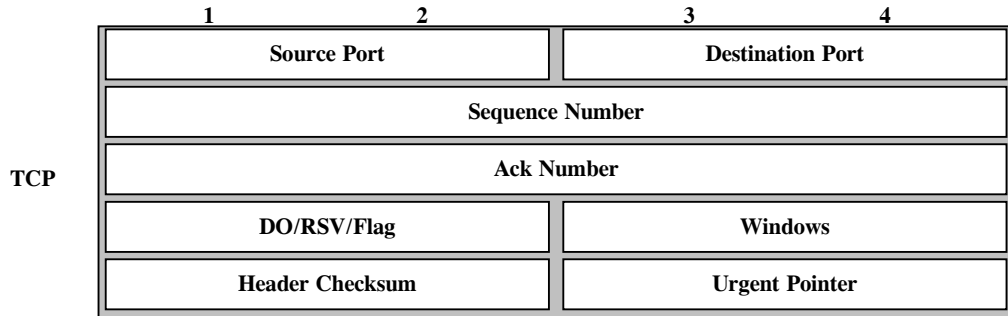 1 2 3 4
Source Port Destination Port
Sequence Number
Ack Number
TCP
DO/RSV/Flag Windows
Header Checksum Urgent Pointer